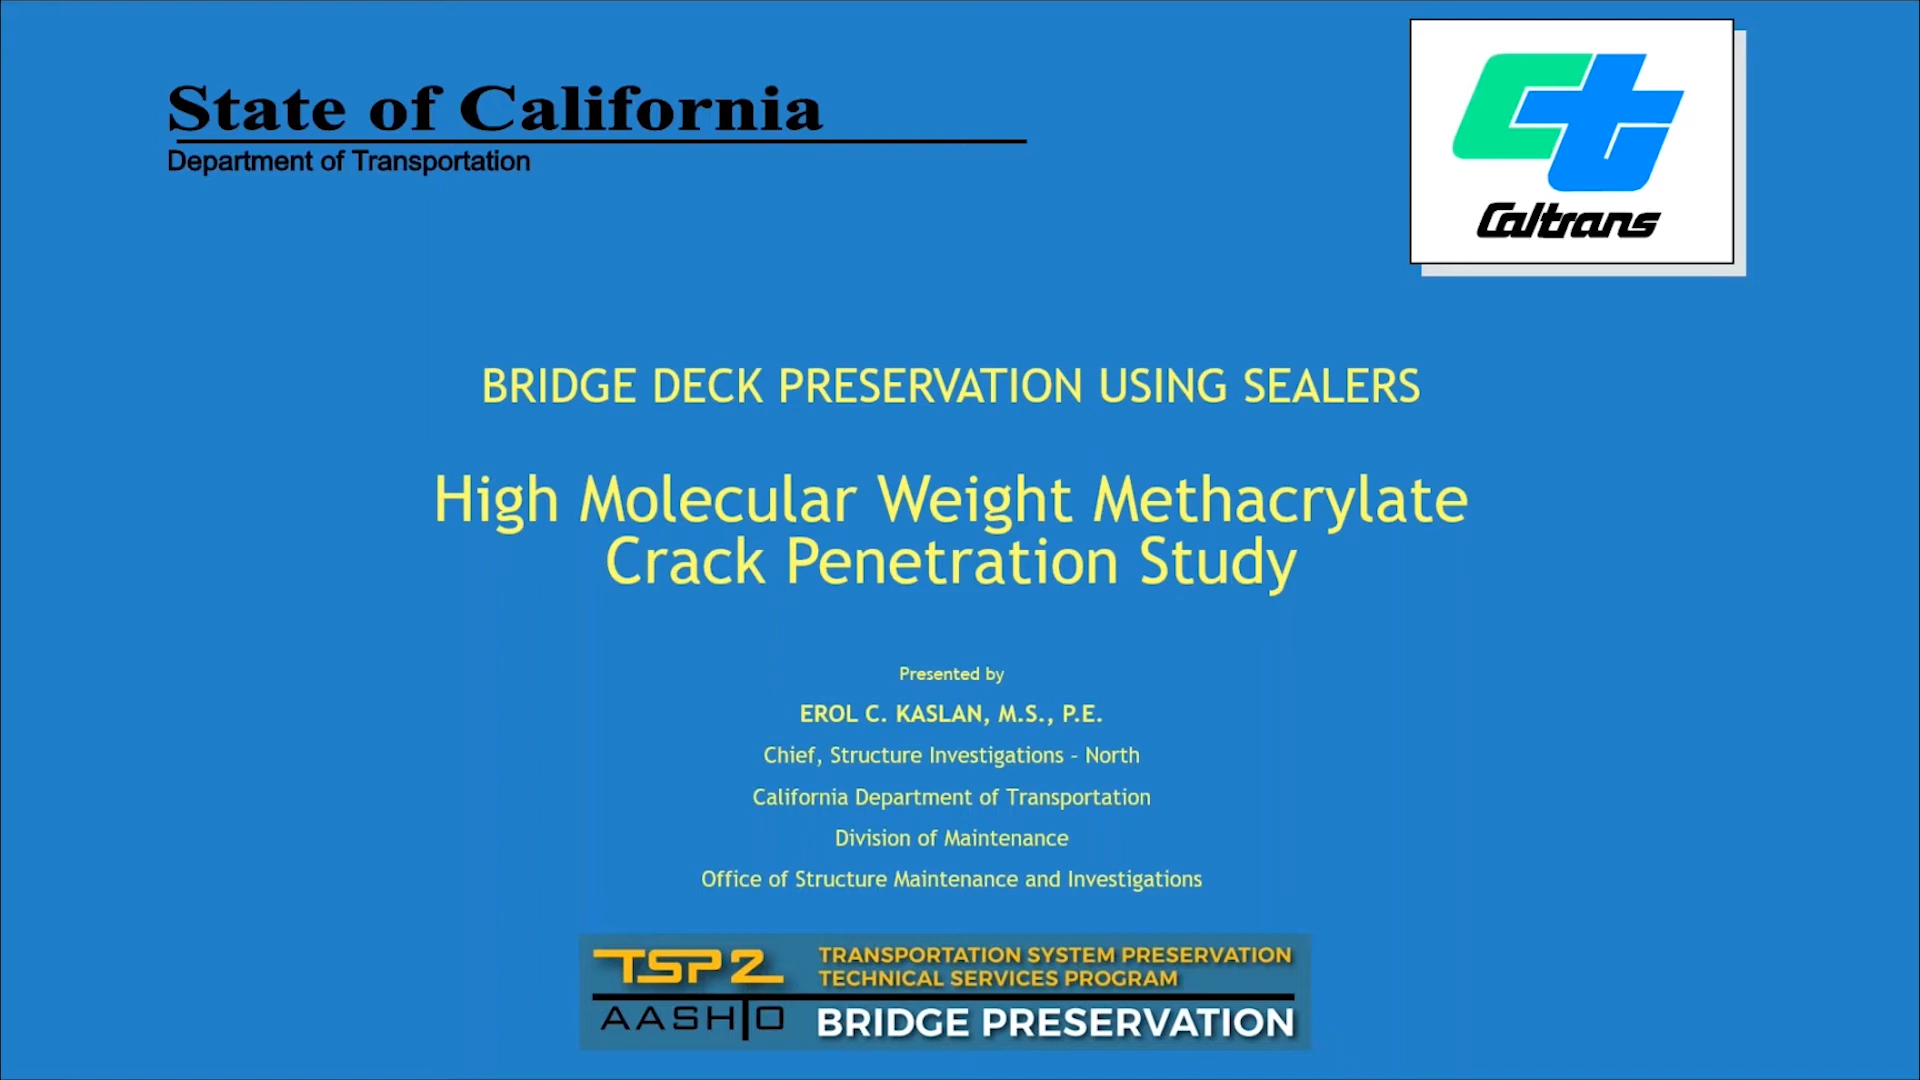 State of California
Department of Transportation
Ct
Caltrans
BRIDGE DECK PRESERVATION USING SEALERS
High Molecular Weight Methacrylate
Crack Penetration Study
Presented by
EROL C. KASLAN, M.S., P.E.
Chief, Structure Investigations - North
California Department of Transportation
Division of Maintenance
Office of Structure Maintenance and Investigations
TSP2
AASHTO
TRANSPORTATION SYSTEM PRESERVATION
TECHNICAL SERVICES PROGRAM
BRIDGE PRESERVATION